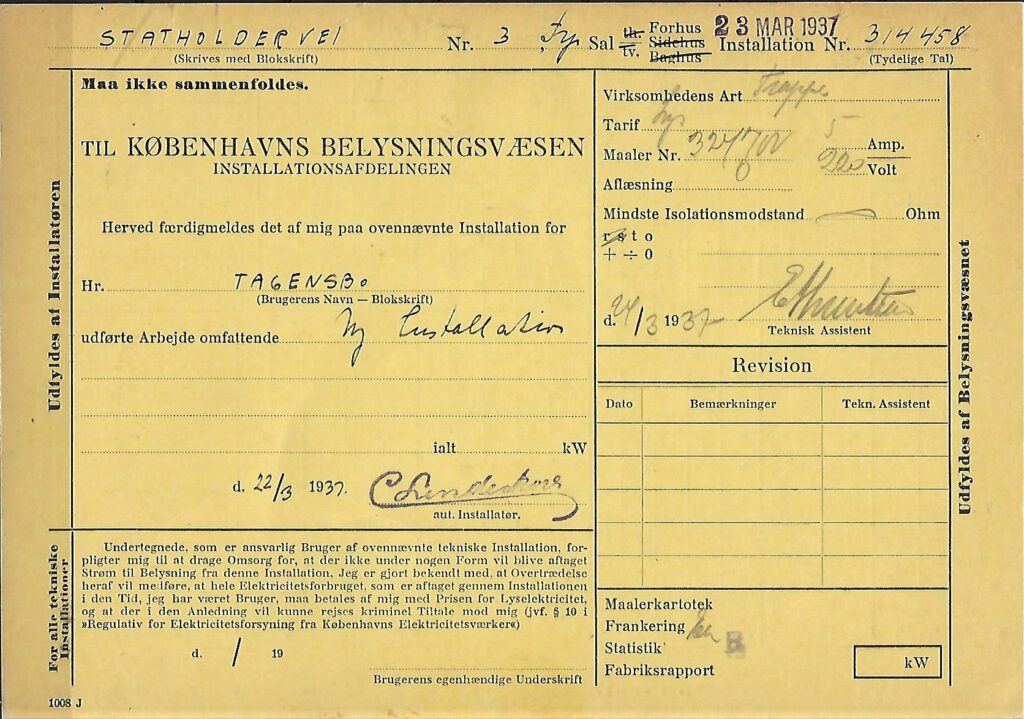 STATHOLDERVEJ Nr. 3 Sal th. tv. Forhus Sidehus Baghus 23 MAR 1937 Installation Nr. 314458
(Skrives med Blokskrift) (Tydelige Tal)
Maa ikke sammenfoldes.
TIL KØBENHAVNS BELYSNINGSVÆSEN
INSTALLATIONSAFDELINGEN
Herved færdigmeldes det af mig paa ovennævnte Installation for
Hr. TAGENSBO
(Brugerens Navn — Blokskrift)
udførte Arbejde omfattende Ny Installation
ialt kW
d. 22/3 1937.
aut. Installatør.
Udfyldes af Installatøren
For alle tekniske
Installationer
Undertegnede, som er ansvarlig Bruger af ovennævnte tekniske Installation, for-
pligter mig til at drage Omsorg for, at der ikke under nogen Form vil blive aftaget
Strøm til Belysning fra denne Installation. Jeg er gjort bekendt med, at Overtrædelse
heraf vil medføre, at hele Elektricitetsforbruget, som er aftaget gennem Installationen
i den Tid, jeg har været Bruger, maa betales af mig med Prisen for Lyselektricitet,
og at der i den Anledning vil kunne rejses kriminel Tiltale mod mig (jvf. § 10 i
»Regulativ for Elektricitetsforsyning fra Københavns Elektricitetsværker«)
d. / 19
Brugerens egenhændige Underskrift
1008 J
Virksomhedens Art Trappe
Tarif Lys
Maaler Nr. 5 Amp.
220 Volt
Aflæsning 0
Mindste Isolationsmodstand Ohm
r s t o
+ ÷ 0
d. 24/3 1937
Teknisk Assistent
Revision
Dato Bemærkninger Tekn. Assistent
Maalerkartotek
Frankering
Statistik B
Fabriksrapport kW
Udfyldes af Belysningsvæsnet